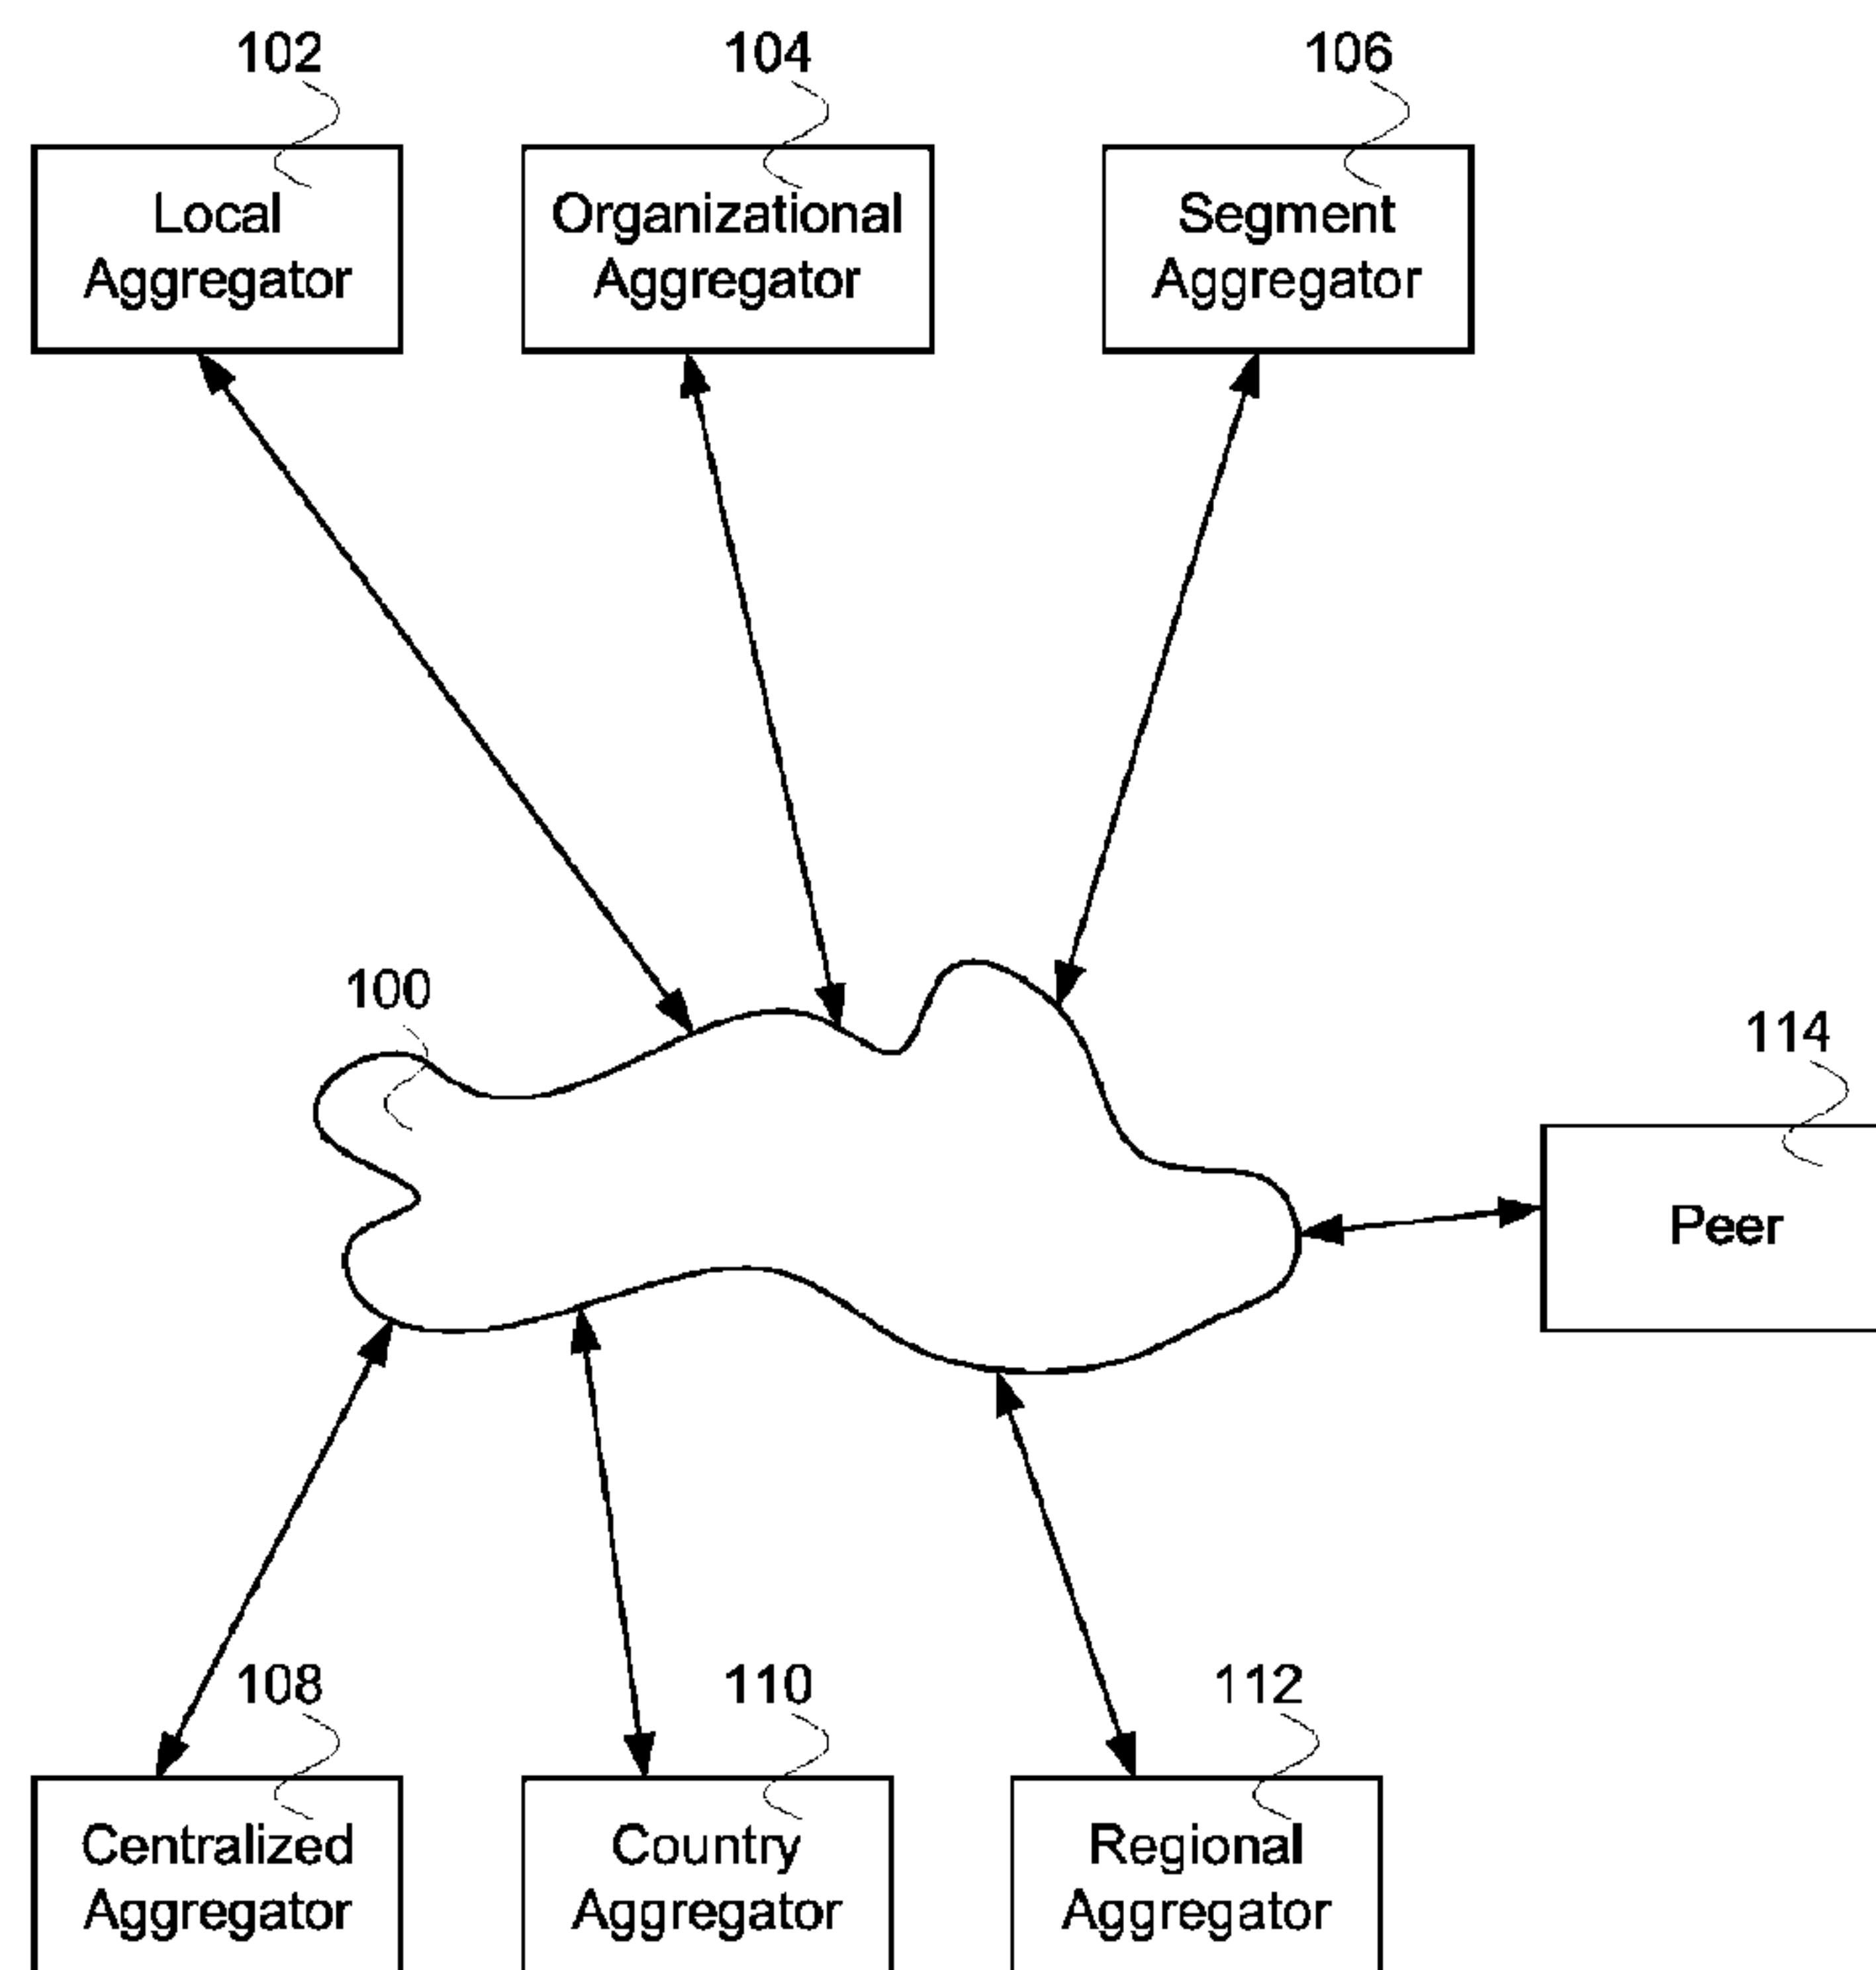 102
104
106
Local
Aggregator
Organizational
Aggregator
Segment
Aggregator
100
114
Peer
108
110
112
Centralized
Aggregator
Country
Aggregator
Regional
Aggregator